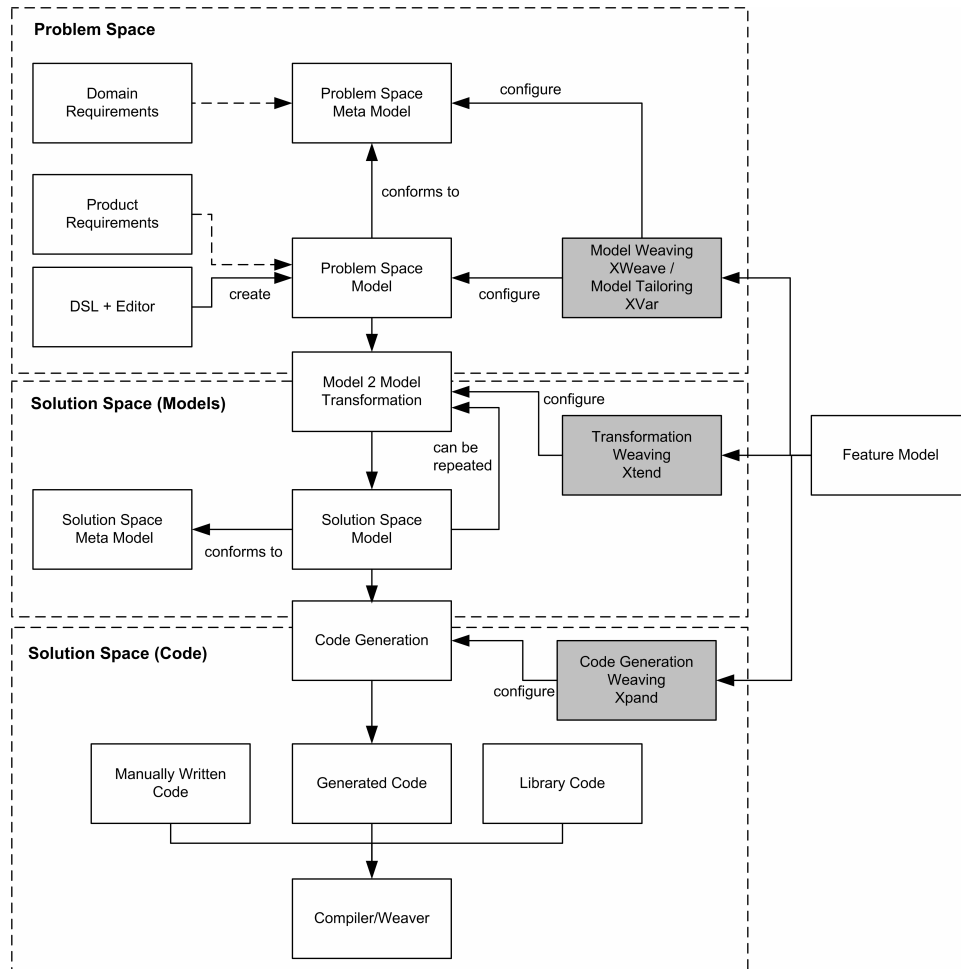 Problem Space
Domain
Requirements
Problem Space
Meta Model
configure
conforms to
Product
Requirements
DSL + Editor
create
Problem Space
Model
configure
Model Weaving
XWeave /
Model Tailoring
XVar
Model 2 Model
Transformation
Solution Space (Models)
configure
can be
repeated
Transformation
Weaving
Xtend
Feature Model
Solution Space
Meta Model
conforms to
Solution Space
Model
Code Generation
Solution Space (Code)
configure
Code Generation
Weaving
Xpand
Manually Written
Code
Generated Code
Library Code
Compiler/Weaver